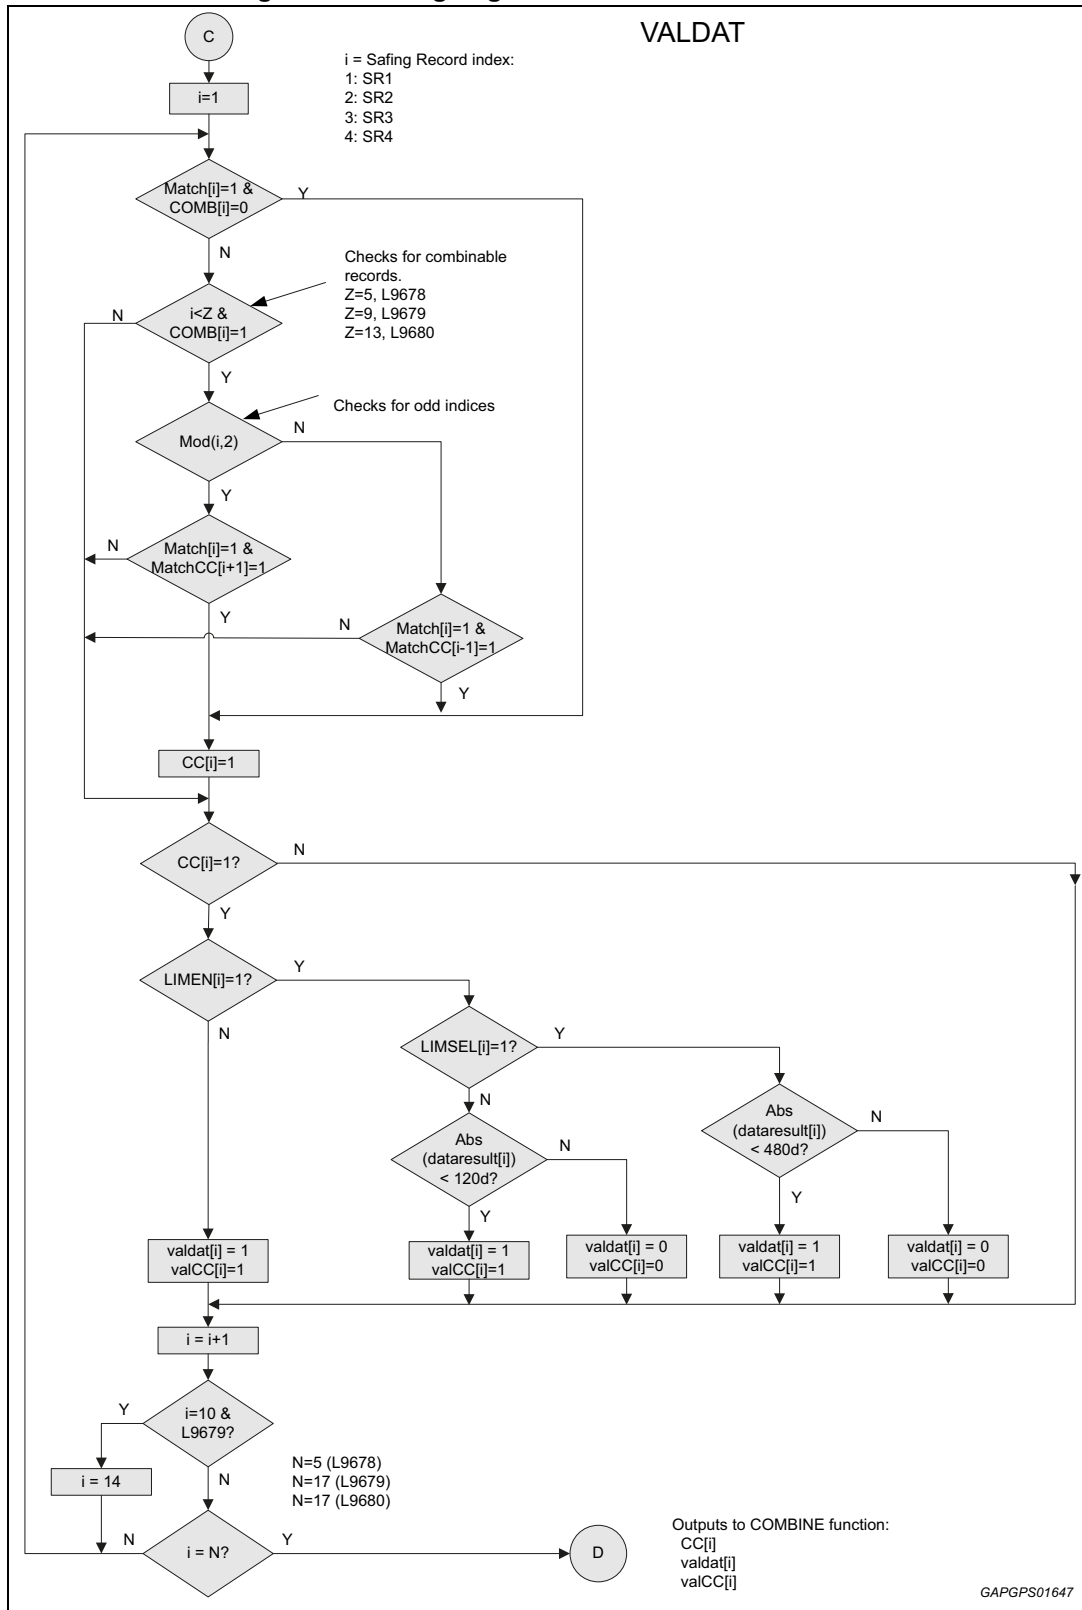 VALDAT
C
i = Safing Record index:
1: SR1
2: SR2
3: SR3
4: SR4
i=1
Match[i]=1 &
COMB[i]=0
Y
N
Checks for combinable
records.
Z=5, L9678
Z=9, L9679
Z=13, L9680
i<Z &
COMB[i]=1
N
Y
Checks for odd indices
Mod(i,2)
N
Y
Match[i]=1 &
MatchCC[i+1]=1
N
Y
Match[i]=1 &
MatchCC[i-1]=1
N
Y
CC[i]=1
CC[i]=1?
N
Y
LIMEN[i]=1?
Y
N
LIMSEL[i]=1?
Y
N
Abs
(dataresult[i])
< 120d?
N
Y
Abs
(dataresult[i])
< 480d?
N
Y
valdat[i] = 1
valCC[i]=1
valdat[i] = 1
valCC[i]=1
valdat[i] = 0
valCC[i]=0
valdat[i] = 1
valCC[i]=1
valdat[i] = 0
valCC[i]=0
i = i+1
i=10 &
L9679?
Y
N
i = 14
N=5 (L9678)
N=17 (L9679)
N=17 (L9680)
i = N?
N
Y
D
Outputs to COMBINE function:
CC[i]
valdat[i]
valCC[i]
GAPGPS01647